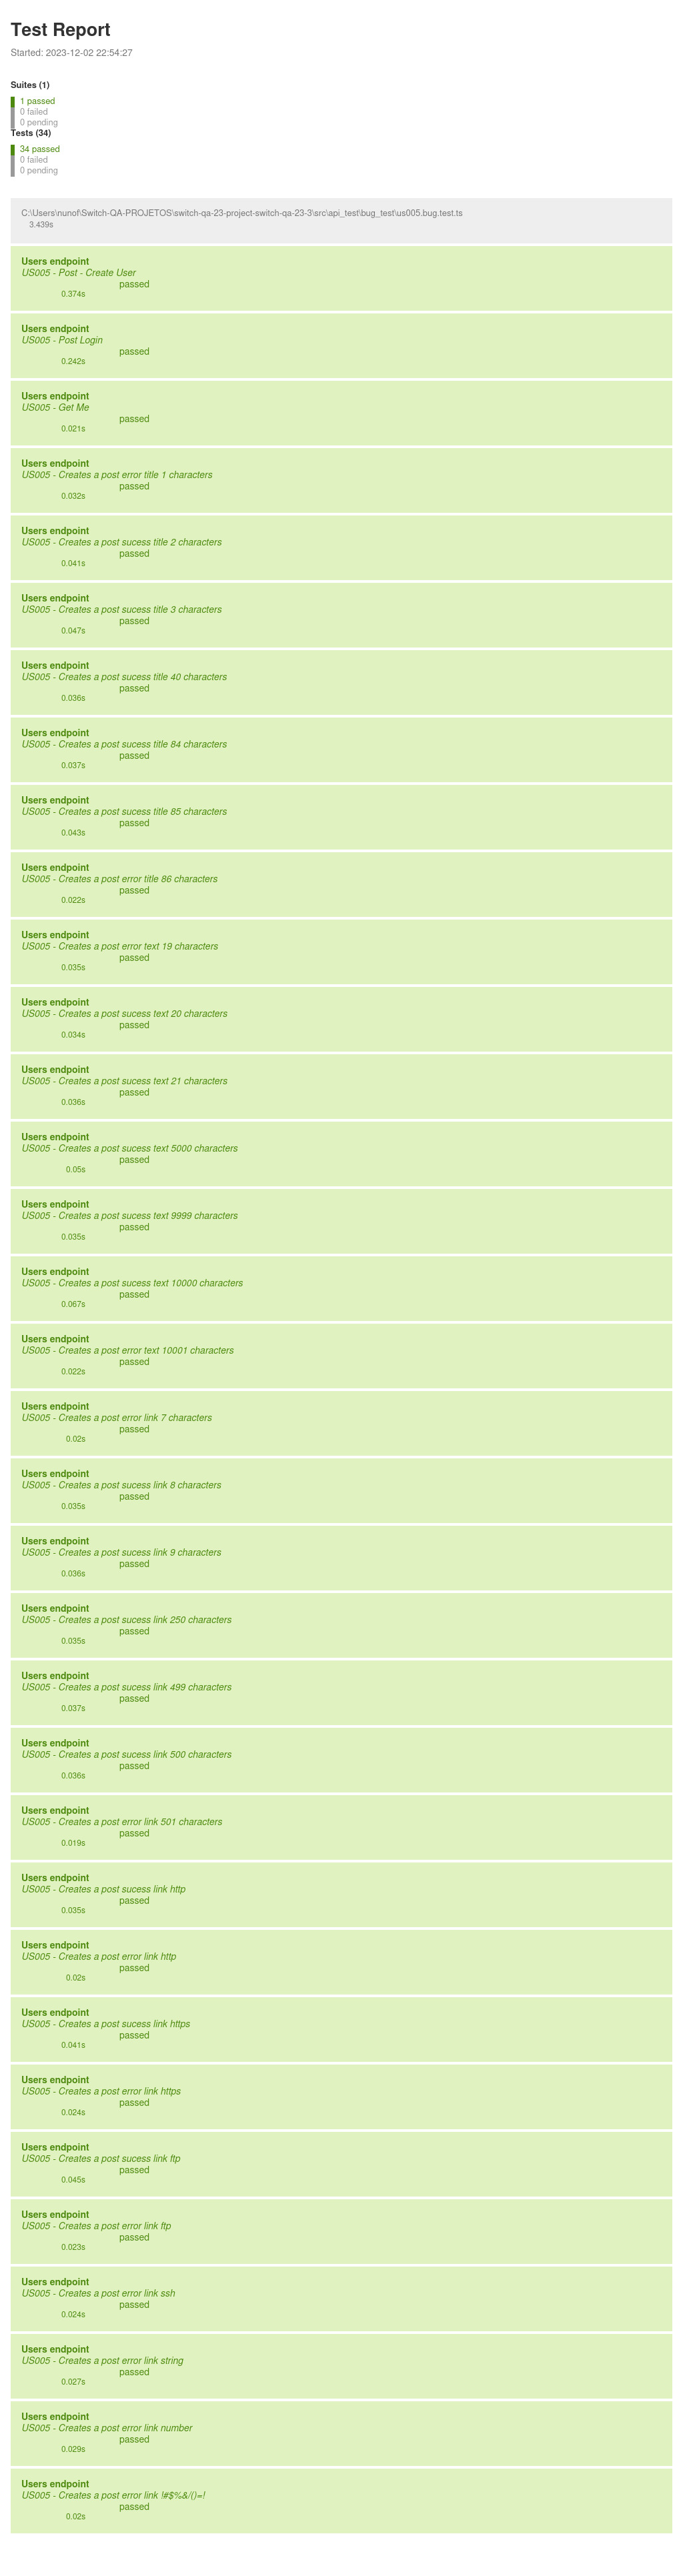 Test Report
Started: 2023-12-02 22:54:27
Suites (1)
1 passed
0 failed
0 pending
Tests (34)
34 passed
0 failed
0 pending
C:\Users\nunof\Switch-QA-PROJETOS\switch-qa-23-project-switch-qa-23-3\src\api_test\bug_test\us005.bug.test.ts
3.439s
Users endpoint
US005 - Post - Create User
passed
0.374s
Users endpoint
US005 - Post Login
passed
0.242s
Users endpoint
US005 - Get Me
passed
0.021s
Users endpoint
US005 - Creates a post error title 1 characters
passed
0.032s
Users endpoint
US005 - Creates a post sucess title 2 characters
passed
0.041s
Users endpoint
US005 - Creates a post sucess title 3 characters
passed
0.047s
Users endpoint
US005 - Creates a post sucess title 40 characters
passed
0.036s
Users endpoint
US005 - Creates a post sucess title 84 characters
passed
0.037s
Users endpoint
US005 - Creates a post sucess title 85 characters
passed
0.043s
Users endpoint
US005 - Creates a post error title 86 characters
passed
0.022s
Users endpoint
US005 - Creates a post error text 19 characters
passed
0.035s
Users endpoint
US005 - Creates a post sucess text 20 characters
passed
0.034s
Users endpoint
US005 - Creates a post sucess text 21 characters
passed
0.036s
Users endpoint
US005 - Creates a post sucess text 5000 characters
passed
0.05s
Users endpoint
US005 - Creates a post sucess text 9999 characters
passed
0.035s
Users endpoint
US005 - Creates a post sucess text 10000 characters
passed
0.067s
Users endpoint
US005 - Creates a post error text 10001 characters
passed
0.022s
Users endpoint
US005 - Creates a post error link 7 characters
passed
0.02s
Users endpoint
US005 - Creates a post sucess link 8 characters
passed
0.035s
Users endpoint
US005 - Creates a post sucess link 9 characters
passed
0.036s
Users endpoint
US005 - Creates a post sucess link 250 characters
passed
0.035s
Users endpoint
US005 - Creates a post sucess link 499 characters
passed
0.037s
Users endpoint
US005 - Creates a post sucess link 500 characters
passed
0.036s
Users endpoint
US005 - Creates a post error link 501 characters
passed
0.019s
Users endpoint
US005 - Creates a post sucess link http
passed
0.035s
Users endpoint
US005 - Creates a post error link http
passed
0.02s
Users endpoint
US005 - Creates a post sucess link https
passed
0.041s
Users endpoint
US005 - Creates a post error link https
passed
0.024s
Users endpoint
US005 - Creates a post sucess link ftp
passed
0.045s
Users endpoint
US005 - Creates a post error link ftp
passed
0.023s
Users endpoint
US005 - Creates a post error link ssh
passed
0.024s
Users endpoint
US005 - Creates a post error link string
passed
0.027s
Users endpoint
US005 - Creates a post error link number
passed
0.029s
Users endpoint
US005 - Creates a post error link !#$%&/()=!
passed
0.02s